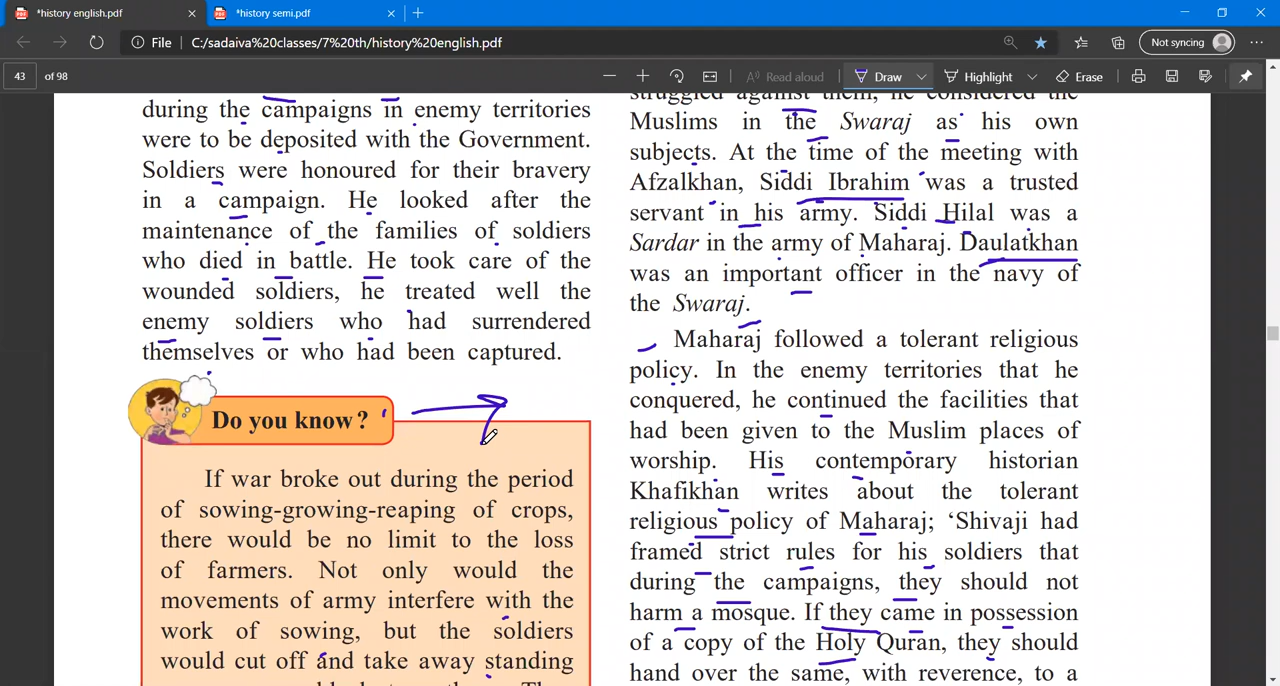 *history english.pdf
*history semi.pdf
File
C:/sadaiva%20classes/7%20th/history%20english.pdf
Not syncing
43 of 98
Read aloud
Draw
Highlight
Erase
during the campaigns in enemy territories
were to be deposited with the Government.
Soldiers were honoured for their bravery
in a campaign. He looked after the
maintenance of the families of soldiers
who died in battle. He took care of the
wounded soldiers, he treated well the
enemy soldiers who had surrendered
themselves or who had been captured.
Do you know?
If war broke out during the period
of sowing-growing-reaping of crops,
there would be no limit to the loss
of farmers. Not only would the
movements of army interfere with the
work of sowing, but the soldiers
would cut off and take away standing
struggled against them, he considered the
Muslims in the Swaraj as his own
subjects. At the time of the meeting with
Afzalkhan, Siddi Ibrahim was a trusted
servant in his army. Siddi Hilal was a
Sardar in the army of Maharaj. Daulatkhan
was an important officer in the navy of
the Swaraj.
Maharaj followed a tolerant religious
policy. In the enemy territories that he
conquered, he continued the facilities that
had been given to the Muslim places of
worship. His contemporary historian
Khafikhan writes about the tolerant
religious policy of Maharaj; ‘Shivaji had
framed strict rules for his soldiers that
during the campaigns, they should not
harm a mosque. If they came in possession
of a copy of the Holy Quran, they should
hand over the same, with reverence, to a